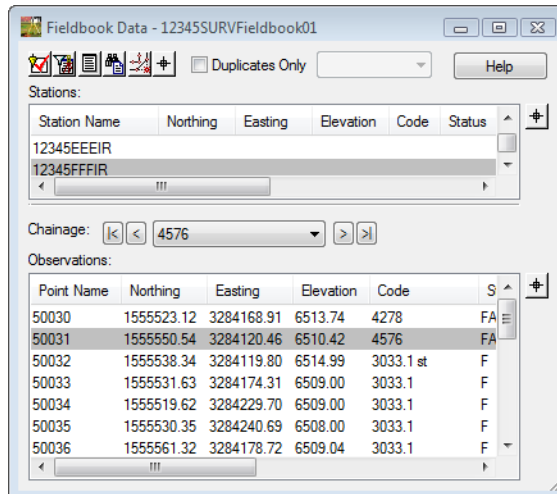 Fieldbook Data - 12345SURVFieldbook01
Duplicates Only
Help
Stations:
Station Name Northing Easting Elevation Code Status
12345EEEIR
12345FFFIR
Chainage: |< < 4576 > >|
Observations:
Point Name Northing Easting Elevation Code S
50030 1555523.12 3284168.91 6513.74 4278 FA
50031 1555550.54 3284120.46 6510.42 4576 FA
50032 1555538.34 3284119.80 6514.99 3033.1 st F
50033 1555531.63 3284174.31 6509.00 3033.1 F
50034 1555519.62 3284229.70 6509.00 3033.1 F
50035 1555530.35 3284240.69 6508.00 3033.1 F
50036 1555561.32 3284178.72 6509.04 3033.1 F